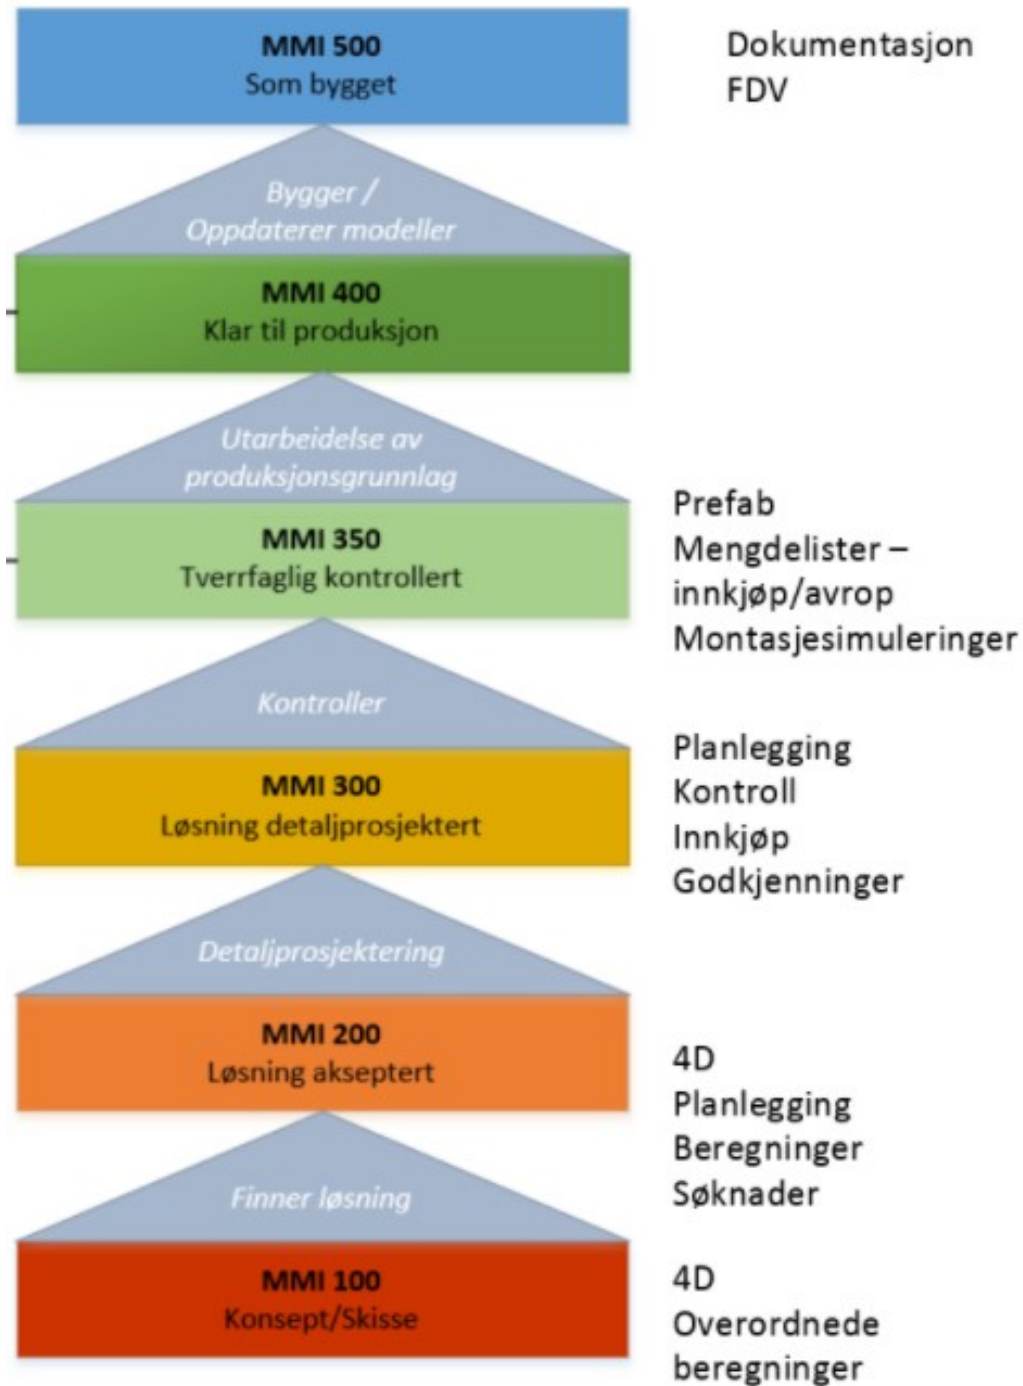 MMI 500
Som bygget
Dokumentasjon
FDV
Bygger /
Oppdaterer modeller
MMI 400
Klar til produksjon
Utarbeidelse av
produksjonsgrunnlag
MMI 350
Tverrfaglig kontrollert
Prefab
Mengdelister –
innkjøp/avrop
Montasjesimuleringer
Kontroller
MMI 300
Løsning detaljprosjektert
Planlegging
Kontroll
Innkjøp
Godkjenninger
Detaljprosjektering
MMI 200
Løsning akseptert
4D
Planlegging
Beregninger
Søknader
Finner løsning
MMI 100
Konsept/Skisse
4D
Overordnede
beregninger